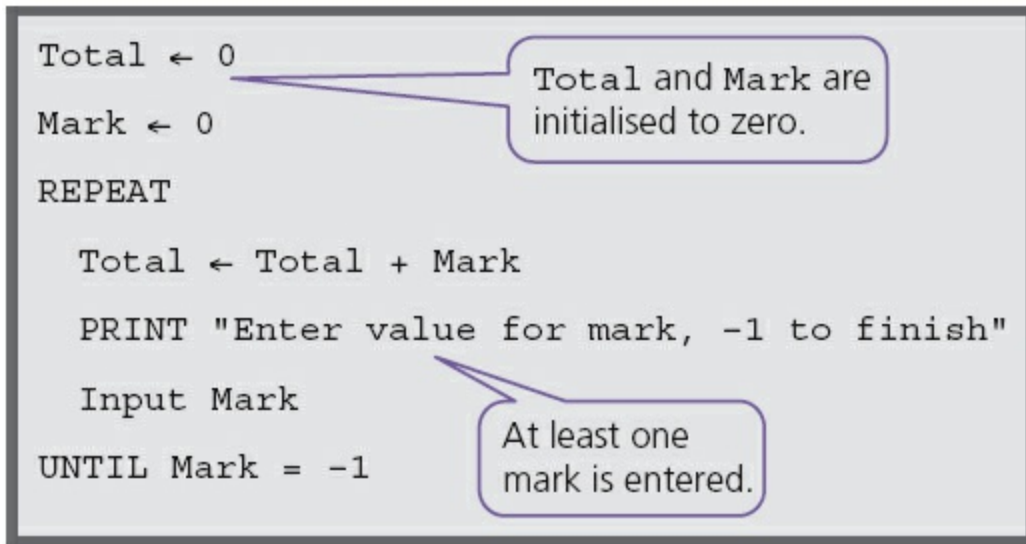 Total ← 0
Total and Mark are
initialised to zero.
Mark ← 0
REPEAT
Total ← Total + Mark
PRINT "Enter value for mark, -1 to finish"
Input Mark
At least one
mark is entered.
UNTIL Mark = -1